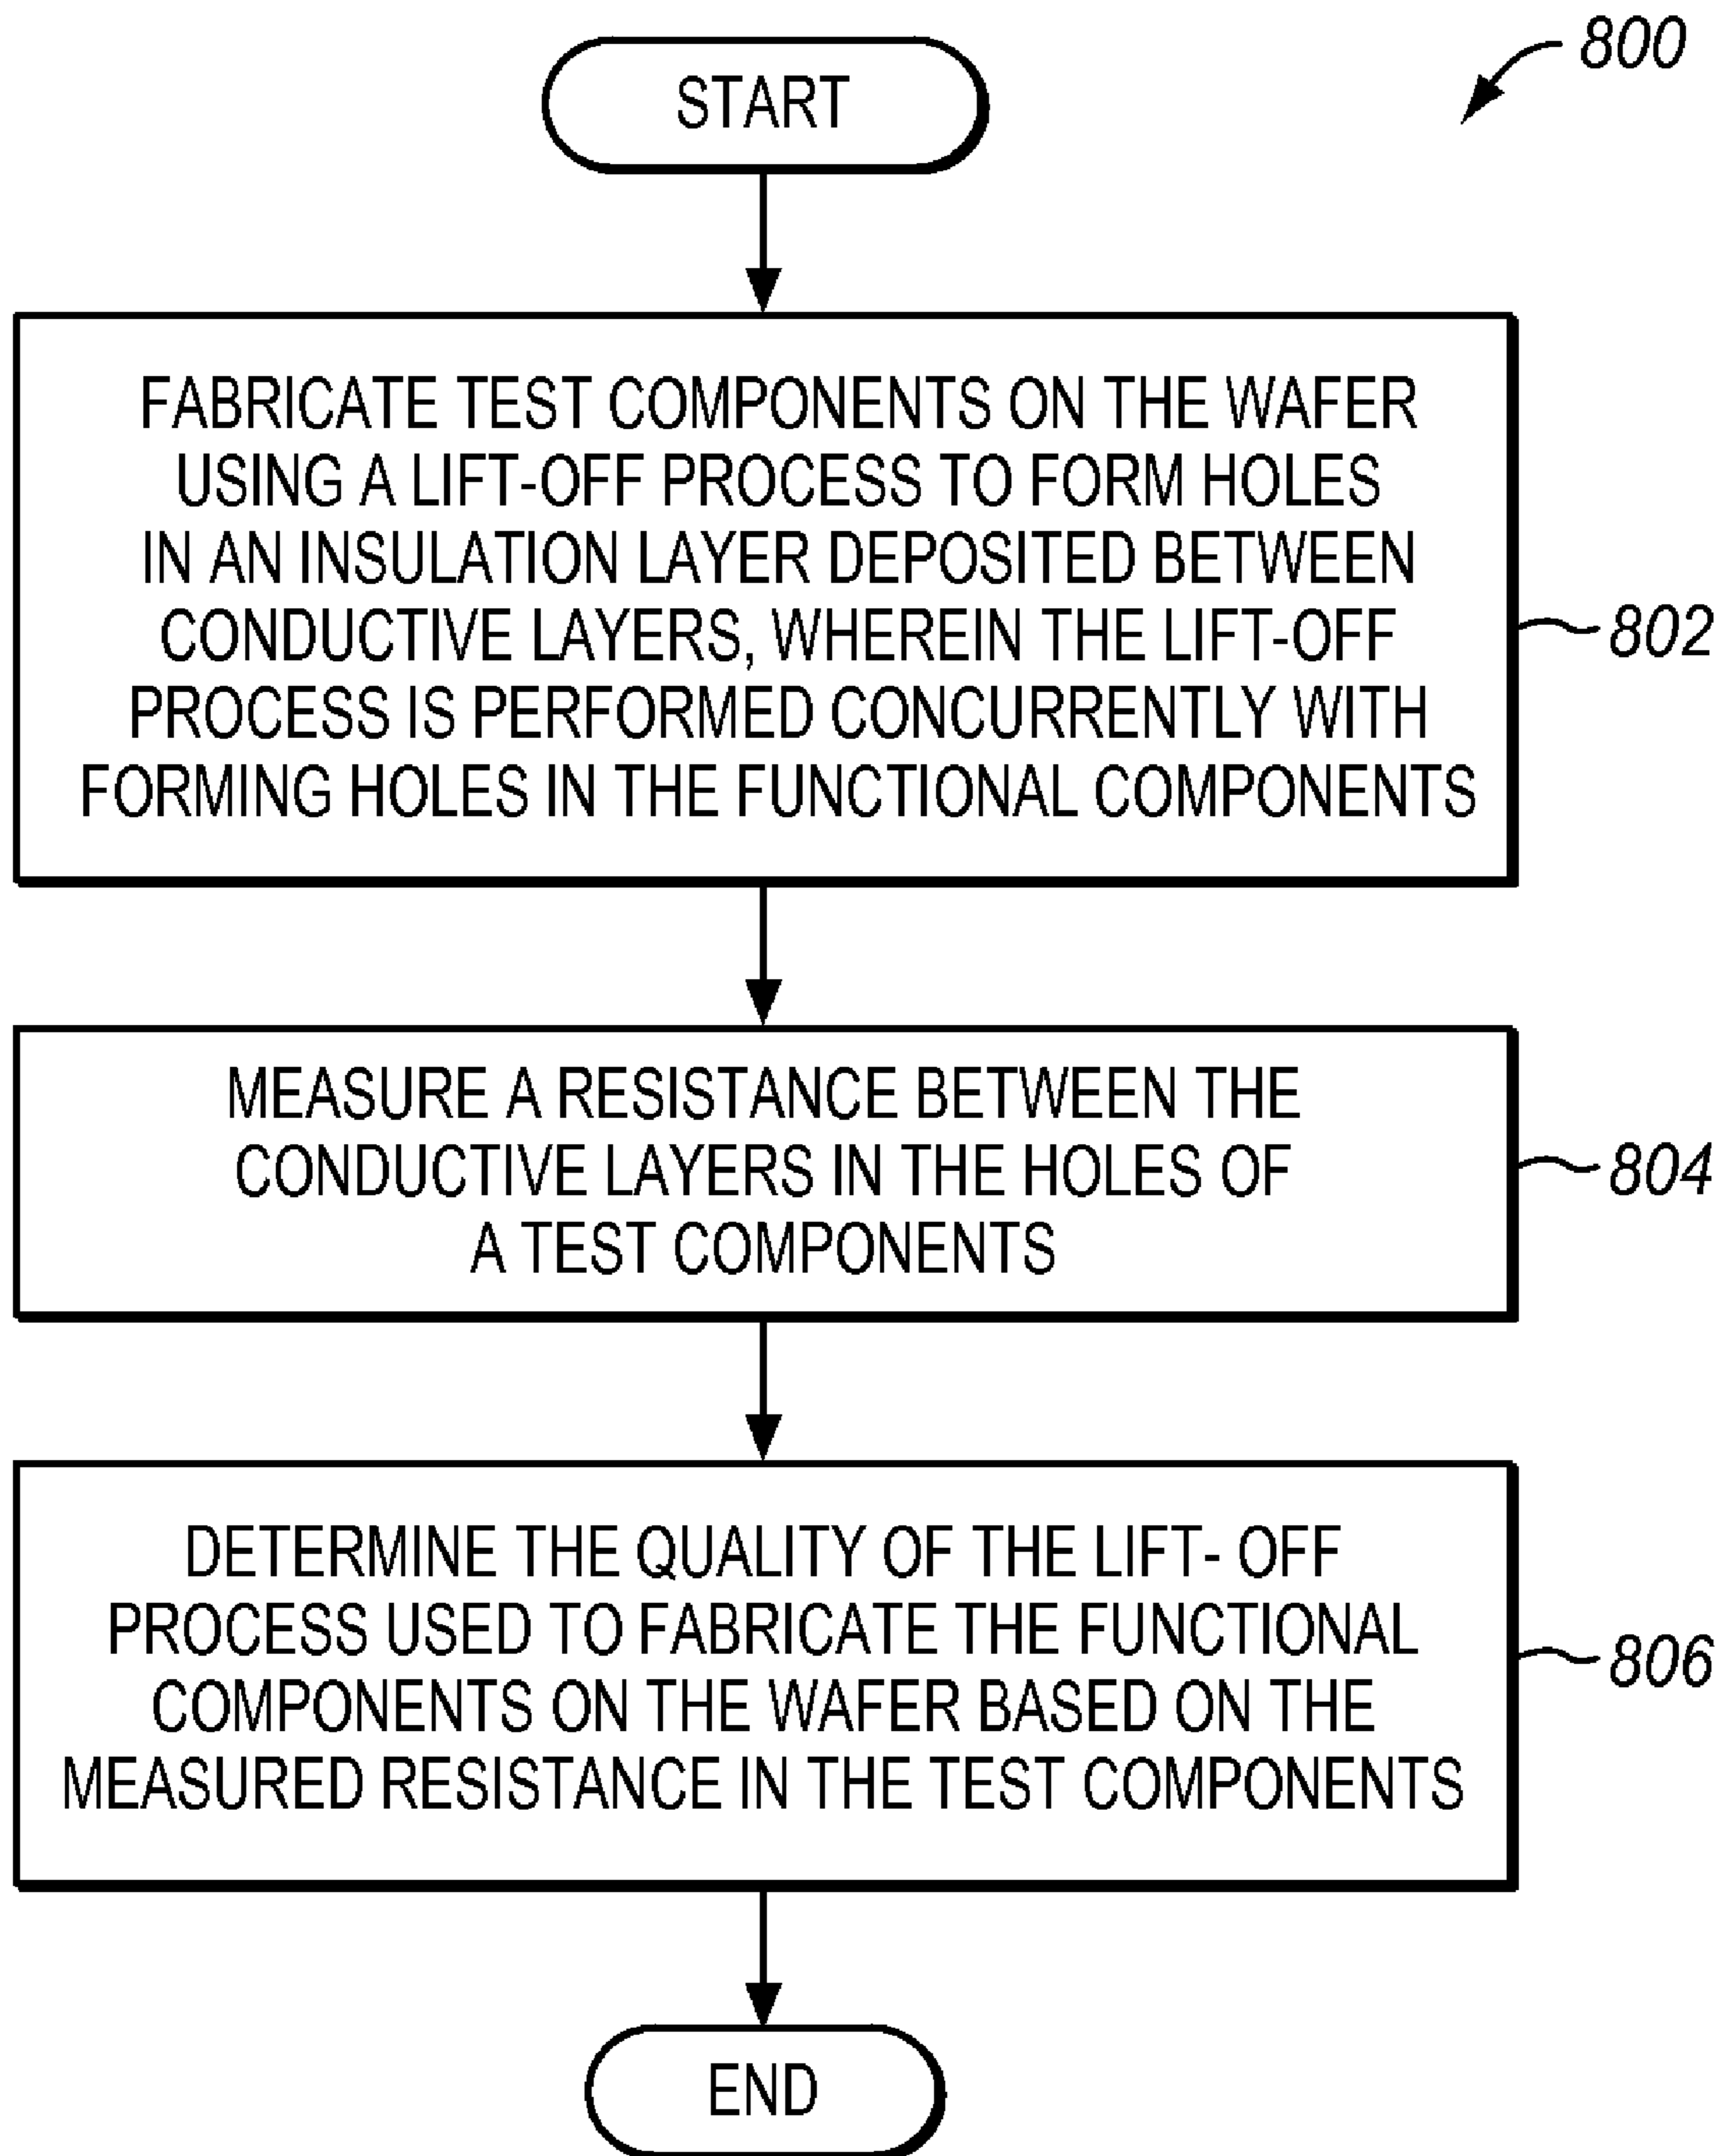 800
START
FABRICATE TEST COMPONENTS ON THE WAFER
USING A LIFT-OFF PROCESS TO FORM HOLES
IN AN INSULATION LAYER DEPOSITED BETWEEN
CONDUCTIVE LAYERS, WHEREIN THE LIFT-OFF
PROCESS IS PERFORMED CONCURRENTLY WITH
FORMING HOLES IN THE FUNCTIONAL COMPONENTS
802
MEASURE A RESISTANCE BETWEEN THE
CONDUCTIVE LAYERS IN THE HOLES OF
A TEST COMPONENTS
804
DETERMINE THE QUALITY OF THE LIFT- OFF
PROCESS USED TO FABRICATE THE FUNCTIONAL
COMPONENTS ON THE WAFER BASED ON THE
MEASURED RESISTANCE IN THE TEST COMPONENTS
806
END